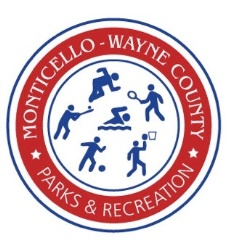 MONTICELLO - WAYNE COUNTY
PARKS & RECREATION